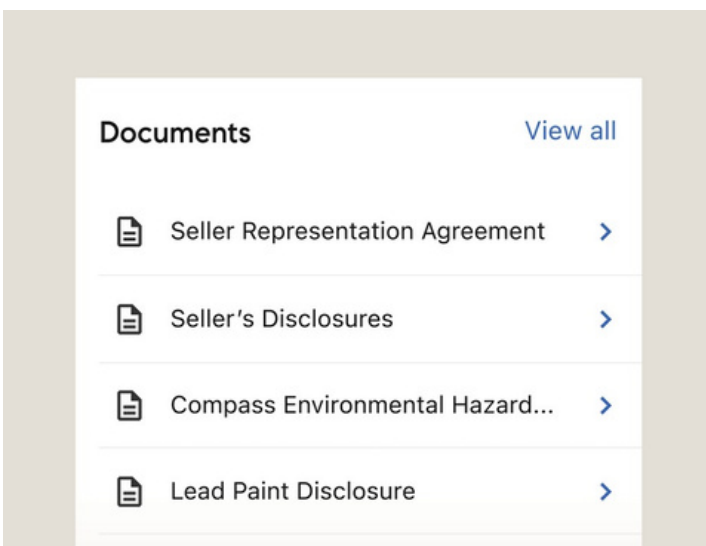 Documents
View all
Seller Representation Agreement
Seller’s Disclosures
Compass Environmental Hazard...
Lead Paint Disclosure